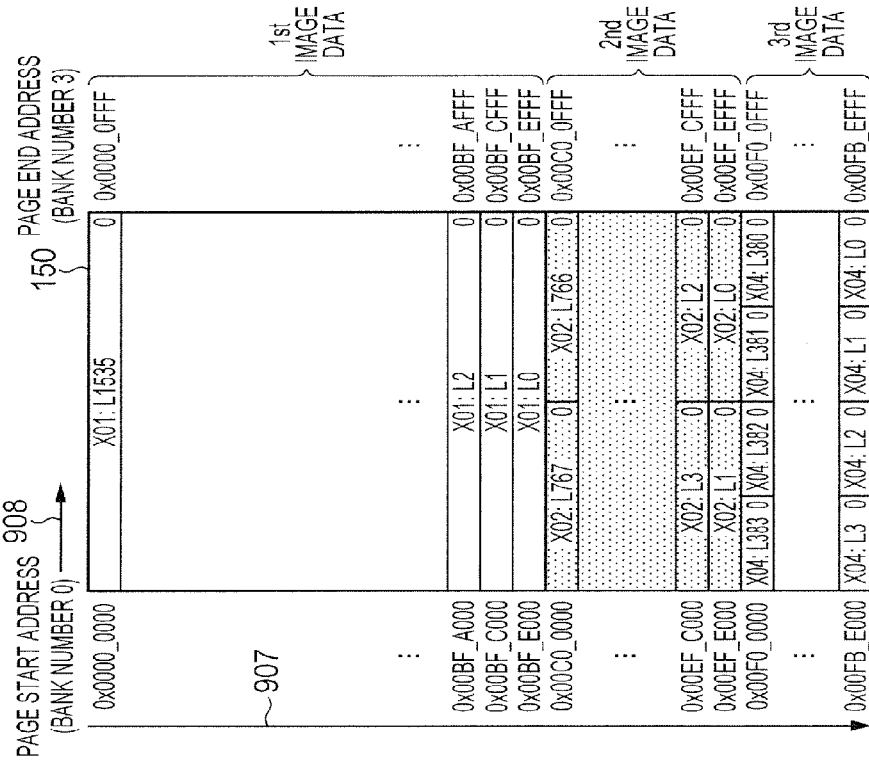 PAGE START ADDRESS
(BANK NUMBER 0)
908
150
PAGE END ADDRESS
(BANK NUMBER 3)
0x0000_0000
X01: L1535
0
0x0000_0FFF
1st
IMAGE
DATA
907
⋮
⋮
⋮
0x00BF_A000
X01: L2
0
0x00BF_AFFF
0x00BF_C000
X01: L1
0
0x00BF_CFFF
0x00BF_E000
X01: L0
0
0x00BF_EFFF
0x00C0_0000
X02: L767
0
X02: L766
0
0x00C0_0FFF
2nd
IMAGE
DATA
⋮
⋮
⋮
0x00EF_C000
X02: L3
0
X02: L2
0
0x00EF_CFFF
0x00EF_E000
X02: L1
0
X02: L0
0
0x00EF_EFFF
0x00F0_0000
X04: L383 0
X04: L382 0
X04: L381 0
X04: L380 0
0x00F0_0FFF
3rd
IMAGE
DATA
⋮
⋮
⋮
0x00FB_E000
X04: L3 0
X04: L2 0
X04: L1 0
X04: L0 0
0x00FB_EFFF